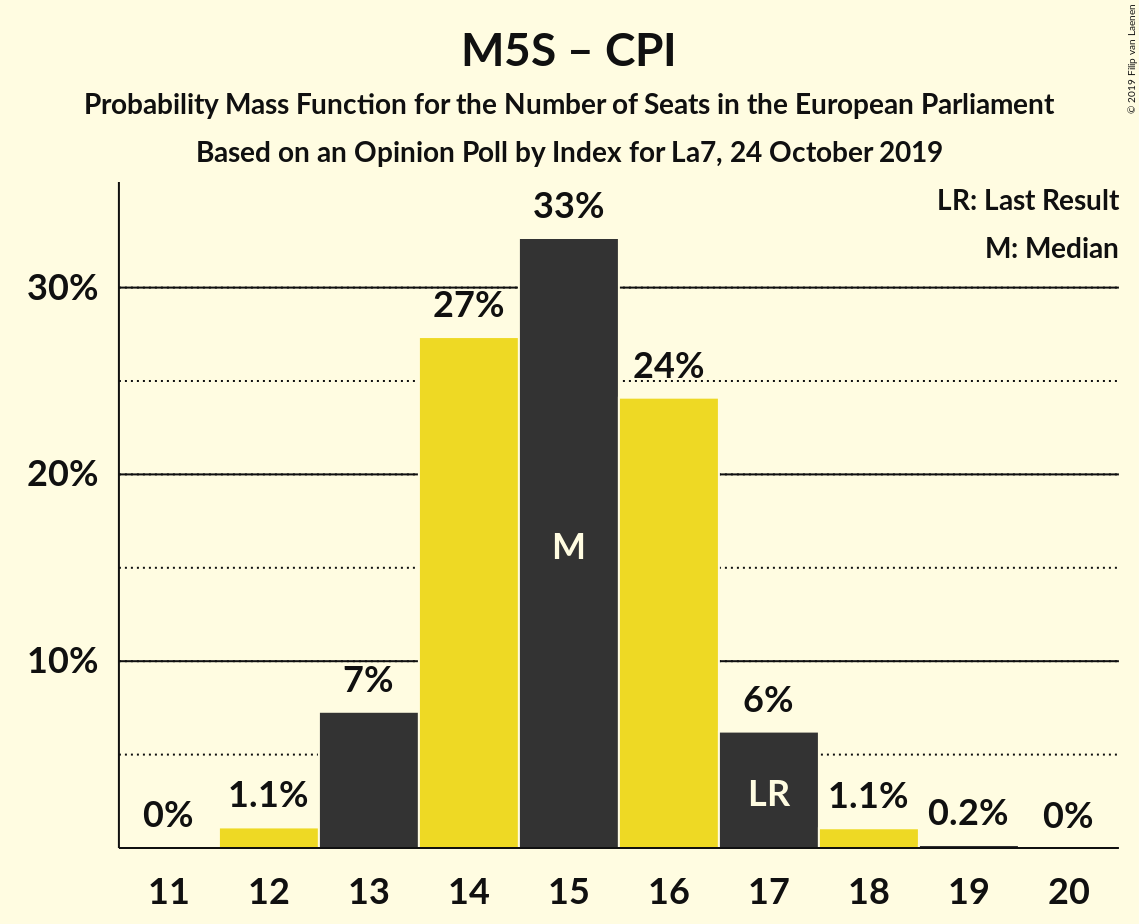 M5S – CPI
Probability Mass Function for the Number of Seats in the European Parliament
Based on an Opinion Poll by Index for La7, 24 October 2019
© 2019 Filip van Laenen
LR: Last Result
M: Median
33%
30%
27%
24%
20%
M
10%
7%
6%
LR
0%
1.1%
1.1%
0.2%
0%
11 12 13 14 15 16 17 18 19 20